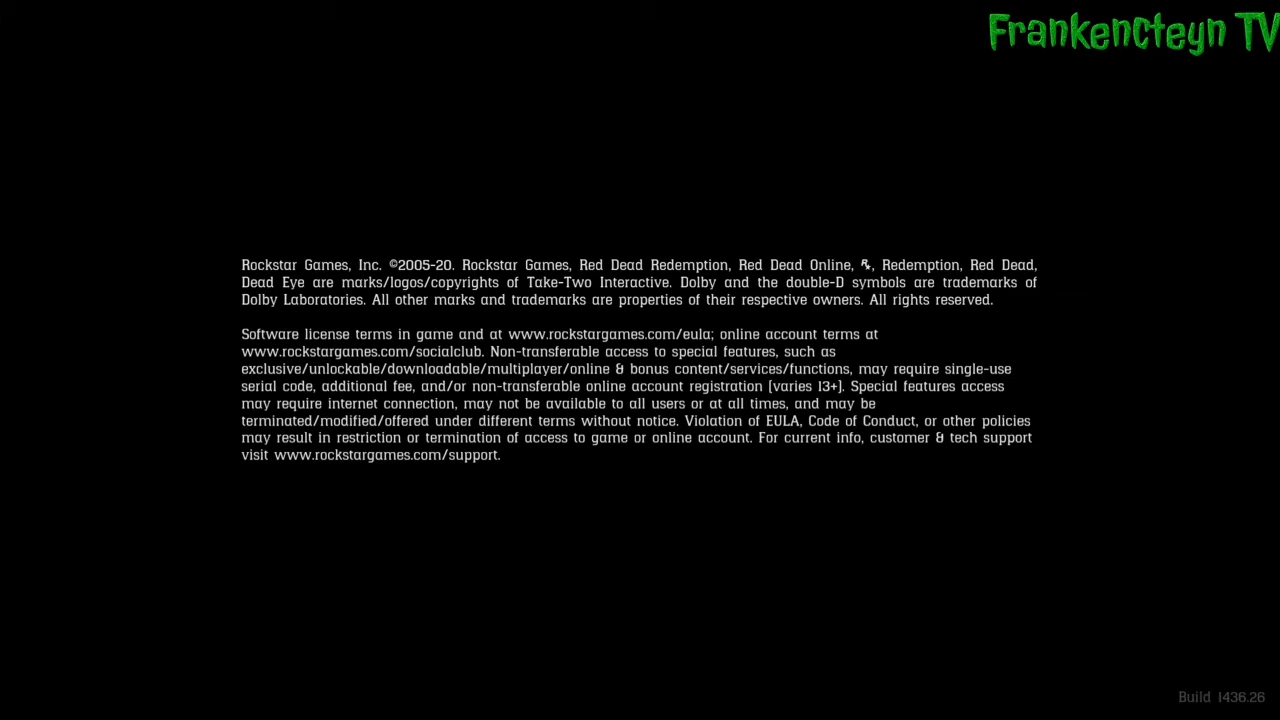 Frankencteyn TV
Rockstar Games, Inc. ©2005-20. Rockstar Games, Red Dead Redemption, Red Dead Online, , Redemption, Red Dead,
Dead Eye are marks/logos/copyrights of Take-Two Interactive. Dolby and the double-D symbols are trademarks of
Dolby Laboratories. All other marks and trademarks are properties of their respective owners. All rights reserved.
Software license terms in game and at www.rockstargames.com/eula; online account terms at
www.rockstargames.com/socialclub. Non-transferable access to special features, such as
exclusive/unlockable/downloadable/multiplayer/online & bonus content/services/functions, may require single-use
serial code, additional fee, and/or non-transferable online account registration [varies 13+]. Special features access
may require internet connection, may not be available to all users or at all times, and may be
terminated/modified/offered under different terms without notice. Violation of EULA, Code of Conduct, or other policies
may result in restriction or termination of access to game or online account. For current info, customer & tech support
visit www.rockstargames.com/support.
Build 1436.26